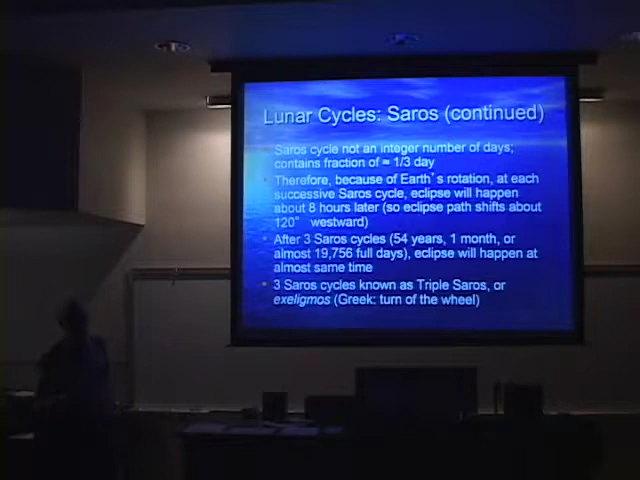 Lunar Cycles: Saros (continued)
Saros cycle not an integer number of days;
contains fraction of ≈ 1/3 day
Therefore, because of Earth's rotation, at each
successive Saros cycle, eclipse will happen
about 8 hours later (so eclipse path shifts about
120° westward)
After 3 Saros cycles (54 years, 1 month, or
almost 19,756 full days), eclipse will happen at
almost same time
3 Saros cycles known as Triple Saros, or
exeligmos (Greek: turn of the wheel)